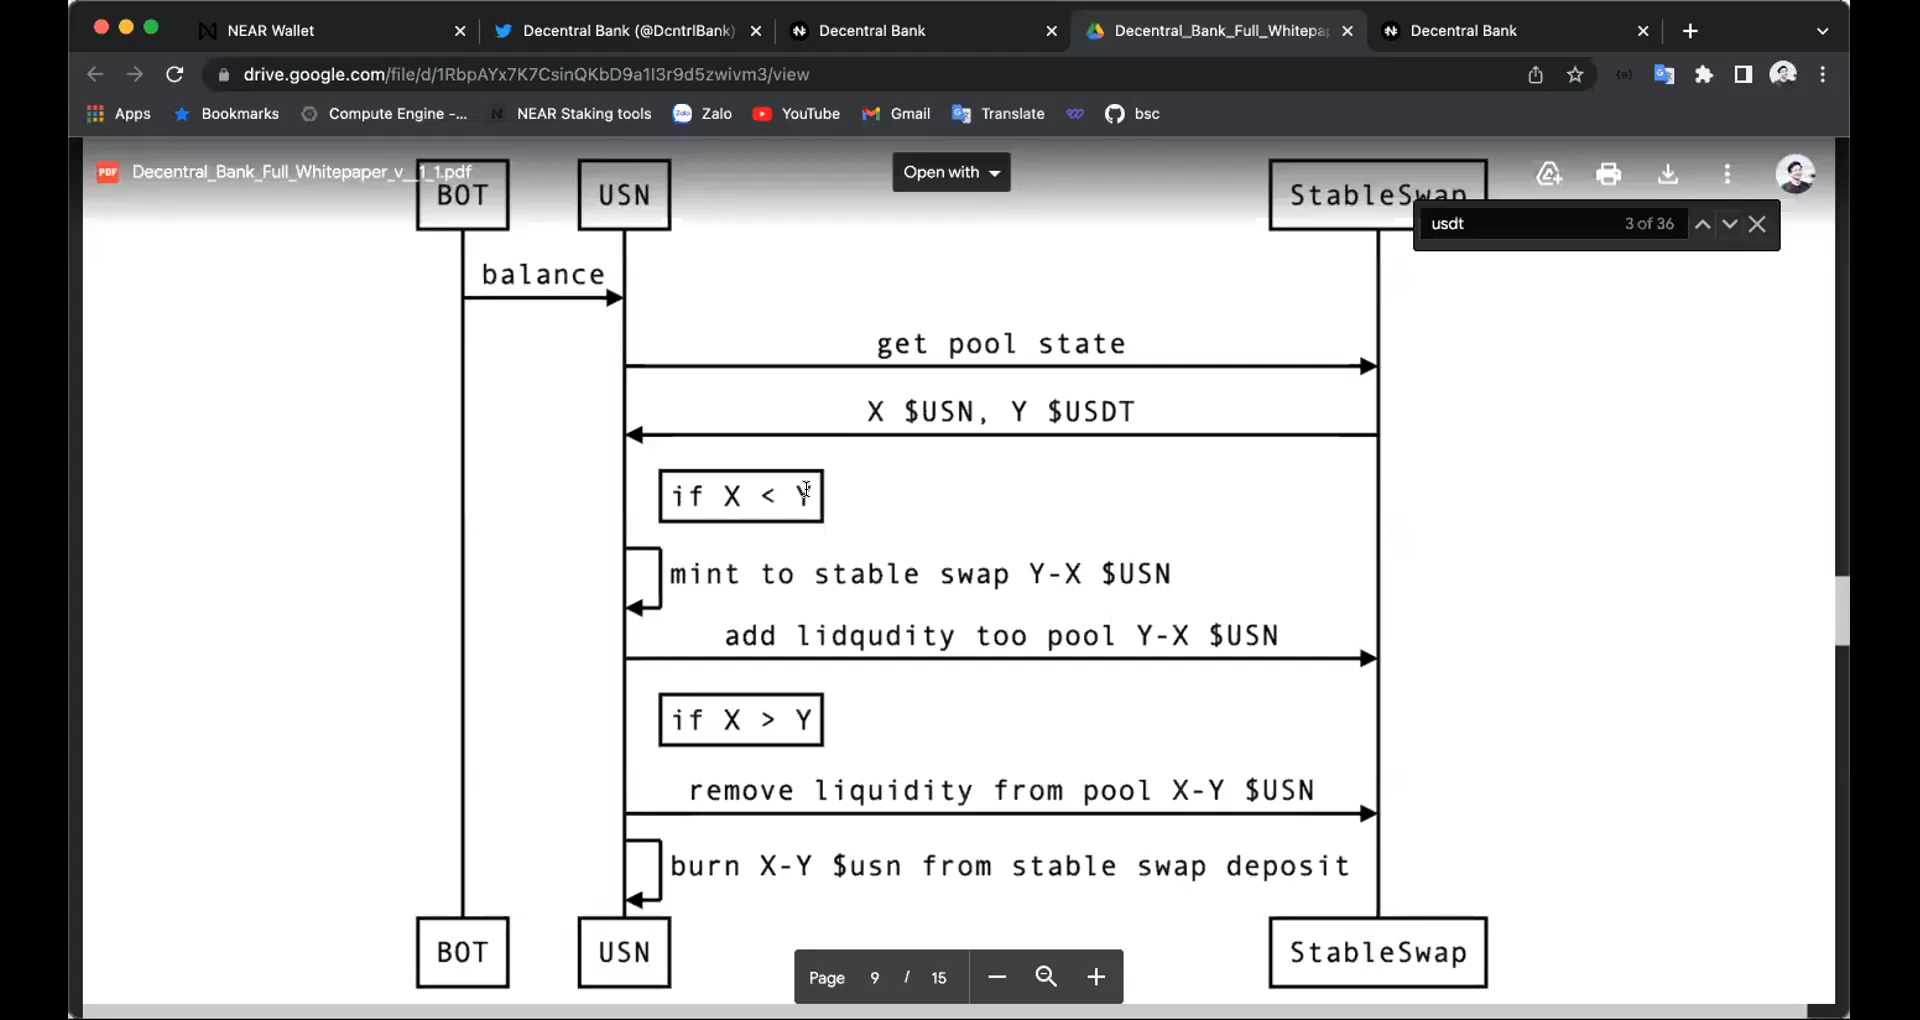 NEAR Wallet
Decentral Bank (@DcntrlBank)
Decentral Bank
Decentral_Bank_Full_Whitepa
Decentral Bank
drive.google.com/file/d/1RbpAYx7K7CsinQKbD9a1I3r9d5zwivm3/view
Apps
Bookmarks
Compute Engine -...
NEAR Staking tools
Zalo
YouTube
Gmail
Translate
bsc
PDF
Decentral_Bank_Full_Whitepaper_v__1_1.pdf
Open with
usdt
3 of 36
BOT
USN
StableSwap
balance
get pool state
X $USN, Y $USDT
if X < Y
mint to stable swap Y-X $USN
add lidqudity too pool Y-X $USN
if X > Y
remove liquidity from pool X-Y $USN
burn X-Y $usn from stable swap deposit
BOT
USN
StableSwap
Page 9 / 15